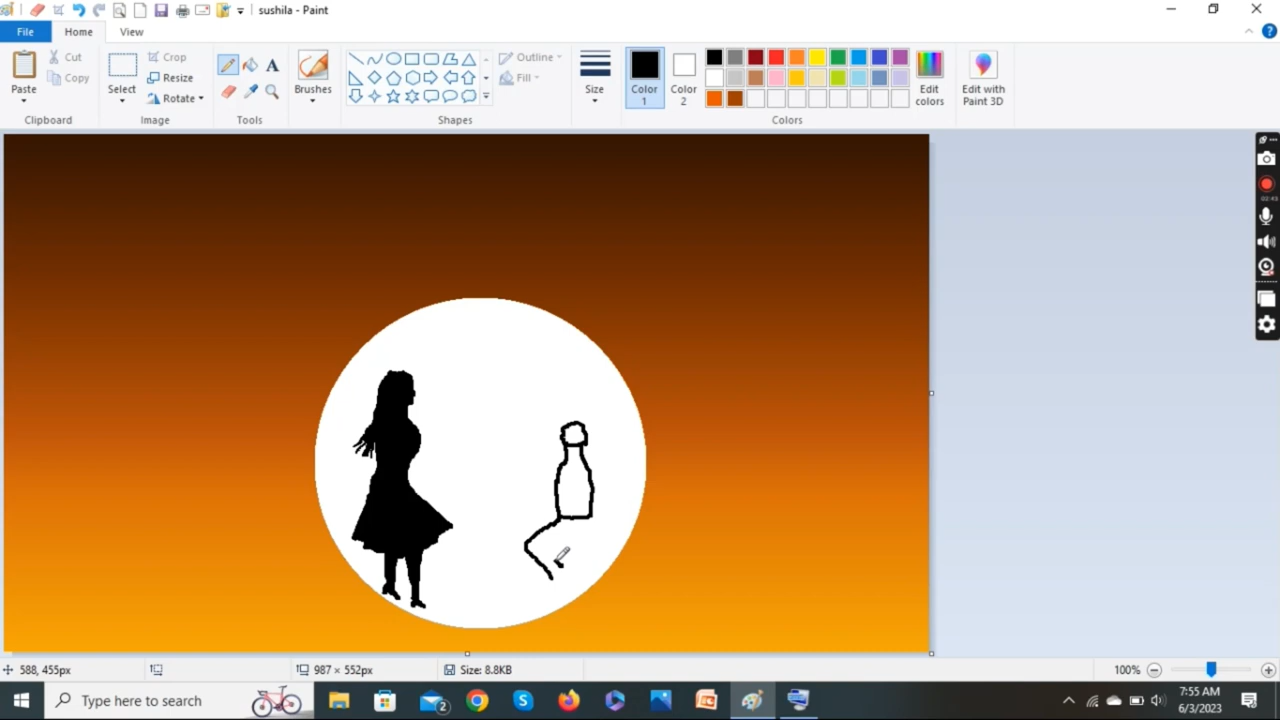 sushila - Paint
File Home View
Paste
Cut
Copy
Clipboard
Select
Crop
Resize
Rotate
Image
A
Tools
Brushes
Shapes
Outline
Fill
Size
Color 1
Color 2
Colors
Edit colors
Edit with Paint 3D
588, 455px
987 × 552px
Size: 8.8KB
100%
Type here to search
2
7:55 AM
6/3/2023